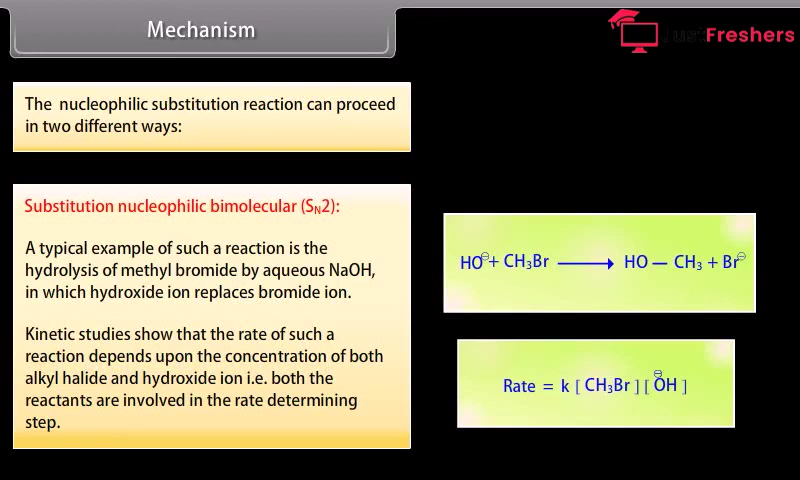 Mechanism
Just Freshers
The nucleophilic substitution reaction can proceed
in two different ways:
Substitution nucleophilic bimolecular (SN2):
A typical example of such a reaction is the
hydrolysis of methyl bromide by aqueous NaOH,
in which hydroxide ion replaces bromide ion.
Kinetic studies show that the rate of such a
reaction depends upon the concentration of both
alkyl halide and hydroxide ion i.e. both the
reactants are involved in the rate determining
step.
HO⊖ + CH₃Br ⟶ HO — CH₃ + Br⊖
Rate = k [ CH₃Br ] [ ⊖OH ]